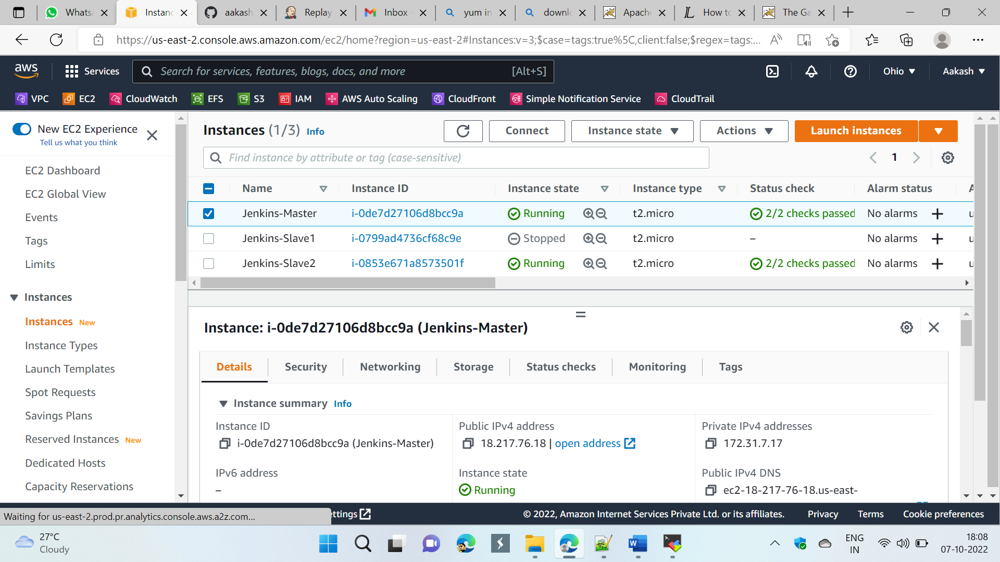 WhatsA
Instanc
aakash
Replay
Inbox -
yum in
downlo
Apache
How to
The Ga
https://us-east-2.console.aws.amazon.com/ec2/home?region=us-east-2#Instances:v=3;$case=tags:true%5C,client:false;$regex=tags:...
aws
Services
Search for services, features, blogs, docs, and more
[Alt+S]
Ohio
Aakash
VPC
EC2
CloudWatch
EFS
S3
IAM
AWS Auto Scaling
CloudFront
Simple Notification Service
CloudTrail
New EC2 Experience
Tell us what you think
EC2 Dashboard
EC2 Global View
Events
Tags
Limits
Instances
Instances New
Instance Types
Launch Templates
Spot Requests
Savings Plans
Reserved Instances New
Dedicated Hosts
Capacity Reservations
Instances (1/3) Info
Connect
Instance state
Actions
Launch instances
Find instance by attribute or tag (case-sensitive)
1
Name Instance ID Instance state Instance type Status check Alarm status A
Jenkins-Master i-0de7d27106d8bcc9a Running t2.micro 2/2 checks passed No alarms + u
Jenkins-Slave1 i-0799ad4736cf68c9e Stopped t2.micro – No alarms + u
Jenkins-Slave2 i-0853e671a8573501f Running t2.micro 2/2 checks passed No alarms + u
Instance: i-0de7d27106d8bcc9a (Jenkins-Master)
Details Security Networking Storage Status checks Monitoring Tags
Instance summary Info
Instance ID
i-0de7d27106d8bcc9a (Jenkins-Master)
Public IPv4 address
18.217.76.18 | open address
Private IPv4 addresses
172.31.7.17
IPv6 address
–
Instance state
Running
Public IPv4 DNS
ec2-18-217-76-18.us-east-
Waiting for us-east-2.prod.pr.analytics.console.aws.a2z.com...
ettings
© 2022, Amazon Internet Services Private Ltd. or its affiliates.
Privacy
Terms
Cookie preferences
27°C
Cloudy
ENG
IN
18:08
07-10-2022